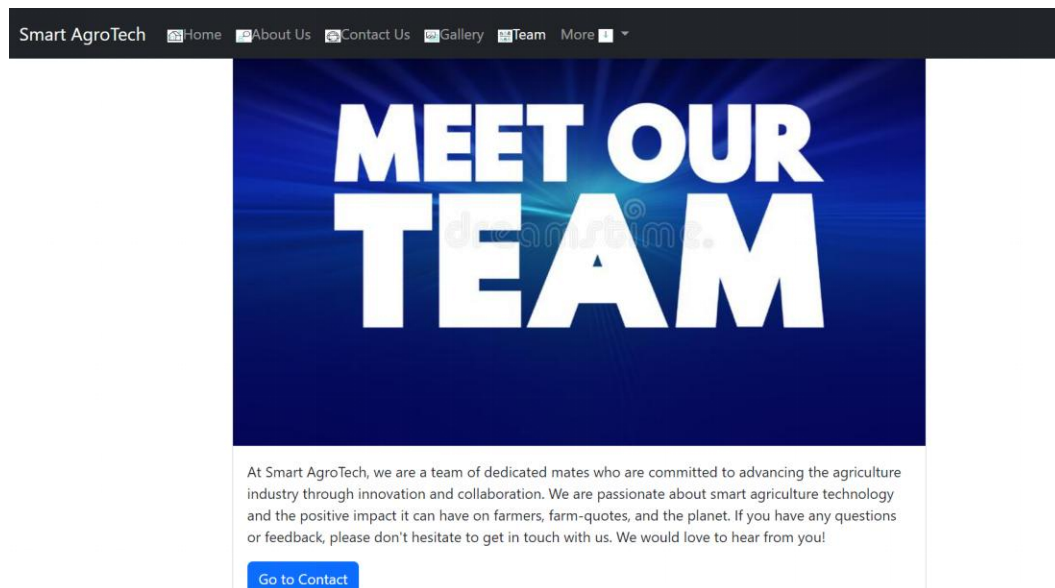 Smart AgroTech Home About Us Contact Us Gallery Team More
MEET OUR
TEAM
dreamstime.
At Smart AgroTech, we are a team of dedicated mates who are committed to advancing the agriculture
industry through innovation and collaboration. We are passionate about smart agriculture technology
and the positive impact it can have on farmers, farm-quotes, and the planet. If you have any questions
or feedback, please don't hesitate to get in touch with us. We would love to hear from you!
Go to Contact